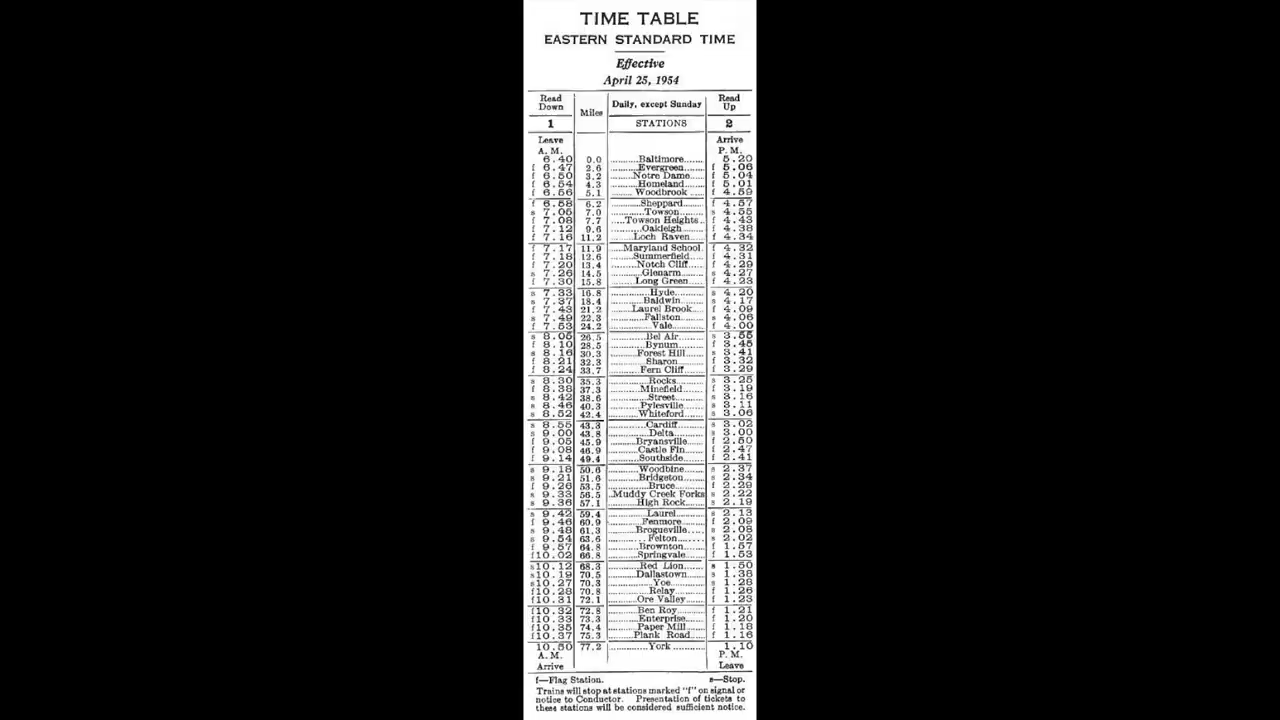 TIME TABLE
EASTERN STANDARD TIME
Effective
April 25, 1954
Read Down Miles Daily, except Sunday Read Up
1 STATIONS 2
Leave Arrive
A. M. P. M.
6.40 0.0 Baltimore 5.20
f 6.47 2.6 Evergreen f 5.06
f 6.50 3.2 Notre Dame f 5.04
f 6.54 4.3 Homeland f 5.01
f 6.56 5.1 Woodbrook f 4.59
f 6.58 6.2 Sheppard f 4.57
s 7.05 7.0 Towson s 4.55
f 7.08 7.7 Towson Heights f 4.43
f 7.12 9.6 Oakleigh f 4.38
f 7.16 11.2 Loch Raven f 4.34
f 7.17 11.9 Maryland School f 4.32
f 7.18 12.6 Summerfield f 4.31
f 7.20 13.4 Notch Cliff f 4.29
s 7.26 14.5 Glenarm s 4.27
f 7.30 15.8 Long Green f 4.23
s 7.33 16.8 Hyde s 4.20
s 7.37 18.4 Baldwin s 4.17
f 7.43 21.2 Laurel Brook f 4.09
s 7.49 22.3 Fallston s 4.06
f 7.53 24.2 Vale f 4.00
s 8.05 26.5 Bel Air s 3.55
f 8.10 28.5 Bynum f 3.45
s 8.16 30.3 Forest Hill s 3.41
f 8.21 32.3 Sharon f 3.32
f 8.24 33.7 Fern Cliff f 3.29
s 8.30 35.3 Rocks s 3.25
f 8.38 37.3 Minefield f 3.19
s 8.42 38.6 Street s 3.16
s 8.46 40.3 Pylesville s 3.11
s 8.52 42.4 Whiteford s 3.06
s 8.55 43.3 Cardiff s 3.02
s 9.00 43.8 Delta s 3.00
f 9.05 45.9 Bryansville f 2.50
f 9.08 46.9 Castle Fin f 2.47
f 9.14 49.4 Southside f 2.41
s 9.18 50.6 Woodbine s 2.37
s 9.21 51.6 Bridgeton s 2.34
f 9.26 53.5 Bruce f 2.29
s 9.33 56.5 Muddy Creek Forks s 2.22
s 9.36 57.1 High Rock s 2.19
s 9.42 59.4 Laurel s 2.13
f 9.46 60.9 Fenmore f 2.09
s 9.48 61.3 Brogueville s 2.08
s 9.54 63.6 Felton s 2.02
f 9.57 64.8 Brownton f 1.57
f 10.02 66.8 Springvale f 1.53
s 10.12 68.3 Red Lion s 1.50
s 10.19 70.5 Dallastown s 1.38
s 10.27 70.3 Yoe s 1.28
f 10.28 70.8 Relay f 1.26
f 10.31 72.1 Ore Valley f 1.23
f 10.32 72.8 Ben Roy f 1.21
f 10.33 73.3 Enterprise f 1.20
f 10.35 74.4 Paper Mill f 1.18
f 10.37 75.3 Plank Road f 1.16
10.50 77.2 York 1.10
A. M. P. M.
Arrive Leave
f—Flag Station. s—Stop.
Trains will stop at stations marked "f" on signal or
notice to Conductor. Presentation of tickets to
these stations will be considered sufficient notice.